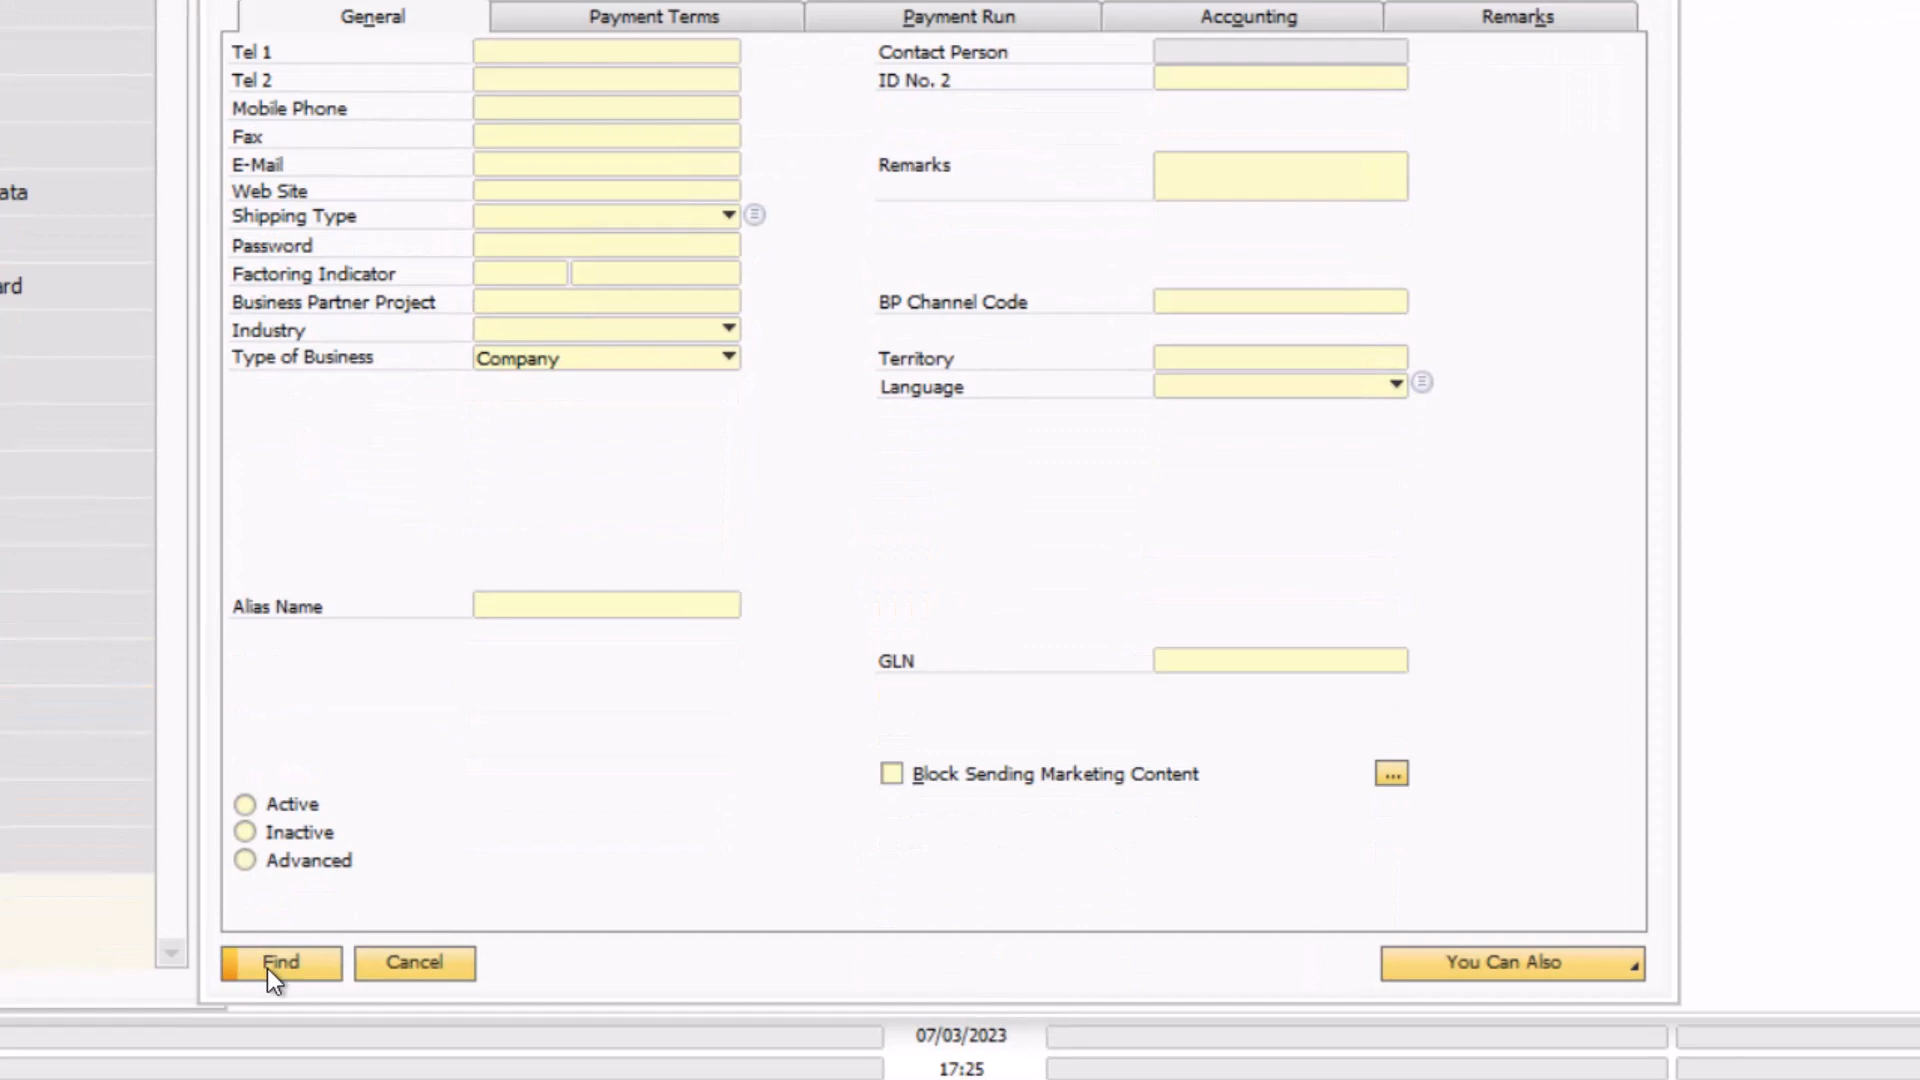 General Payment Terms Payment Run Accounting Remarks
Tel 1 Contact Person
Tel 2 ID No. 2
Mobile Phone
Fax
E-Mail Remarks
Web Site
ata
Shipping Type
Password
Factoring Indicator
ard
Business Partner Project BP Channel Code
Industry
Type of Business Company Territory
Language
Alias Name
GLN
Block Sending Marketing Content ...
Active
Inactive
Advanced
Find Cancel You Can Also
07/03/2023
17:25